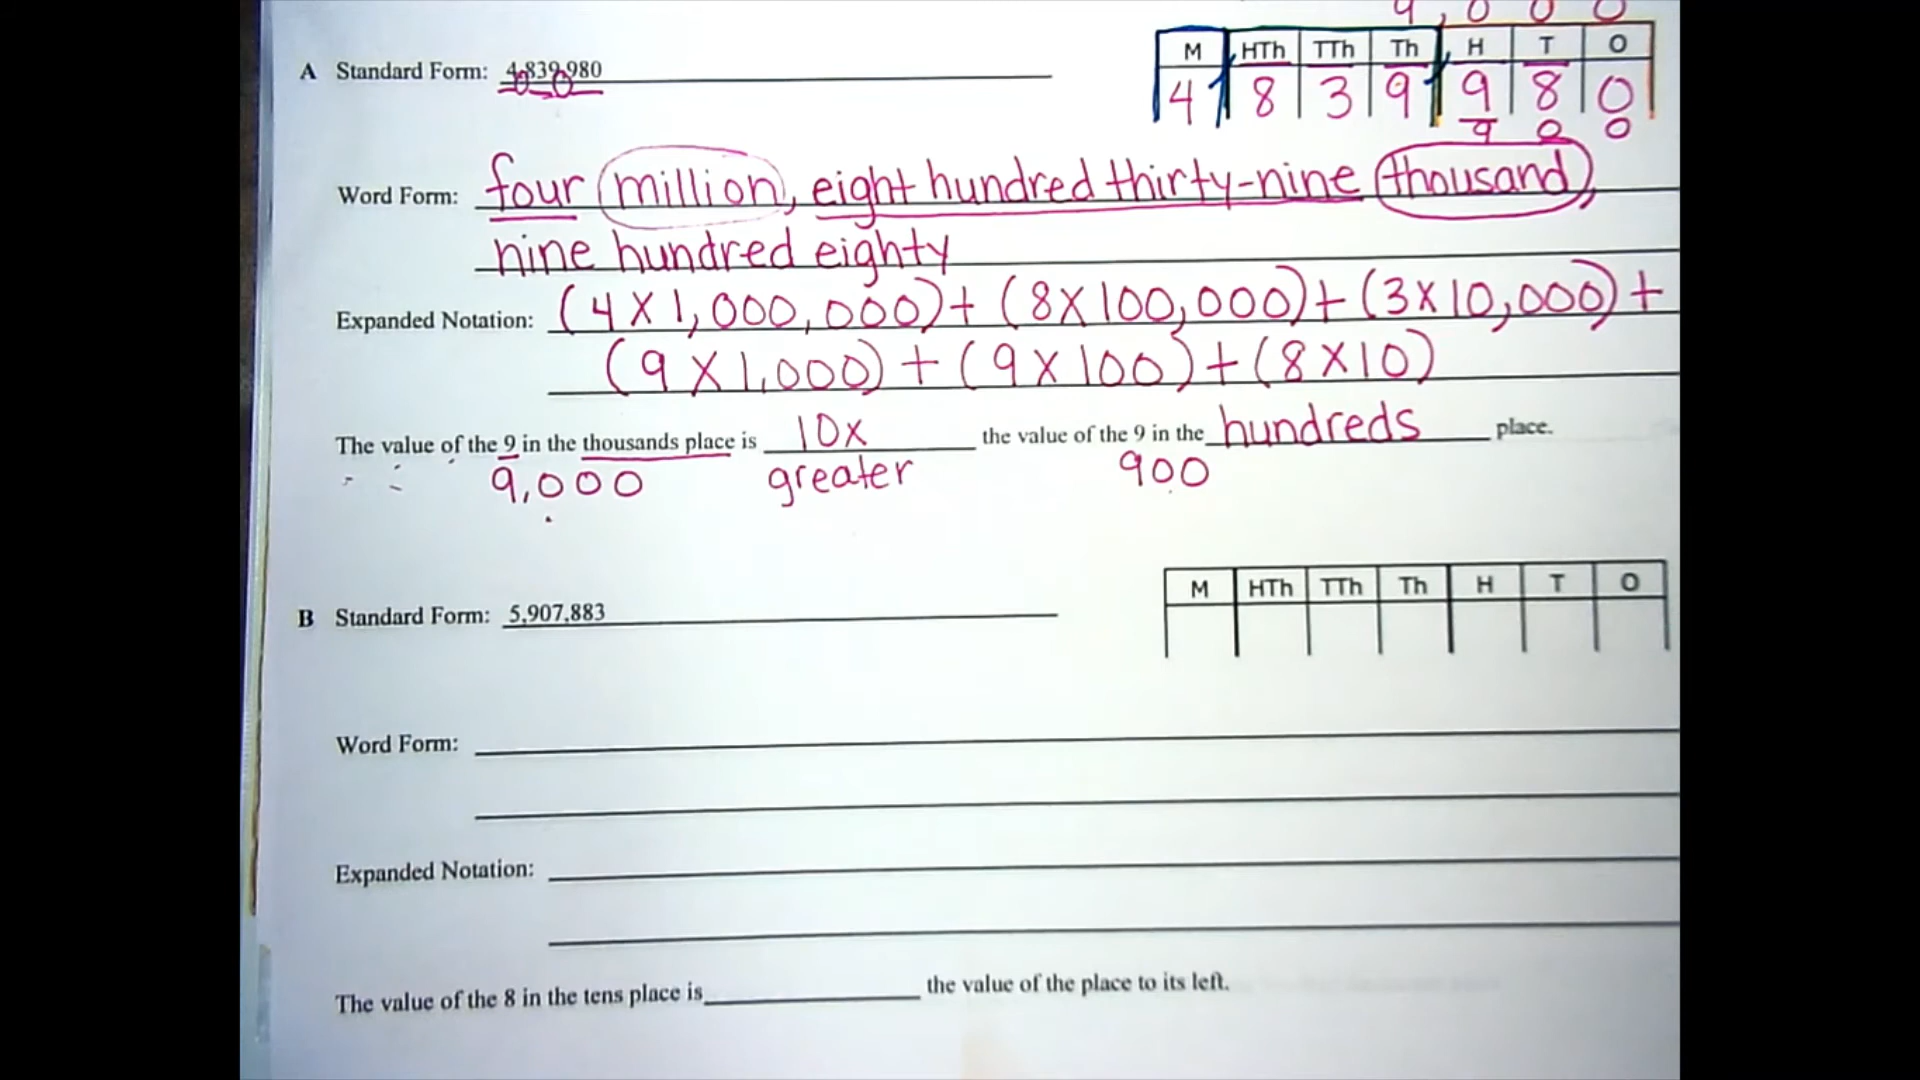 9,000
A Standard Form: 4,839,980
M HTh TTh Th H T O
4, 8 3 9, 9 8 0
9 0 0
Word Form: four million, eight hundred thirty-nine thousand,
nine hundred eighty
Expanded Notation: (4 X 1,000,000) + (8 X 100,000) + (3 X 10,000) +
(9 X 1,000) + (9 X 100) + (8 X 10)
The value of the 9 in the thousands place is 10x the value of the 9 in the hundreds place.
9,000 greater 900
B Standard Form: 5,907,883
M HTh TTh Th H T O
Word Form:
Expanded Notation:
The value of the 8 in the tens place is the value of the place to its left.